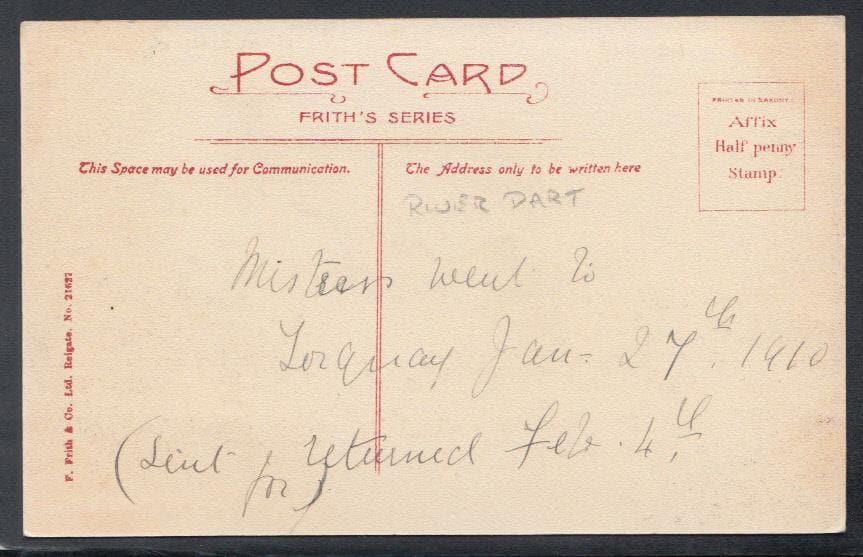 POST CARD
FRITH'S SERIES
PRINTED IN SAXONY.
Affix
Half penny
Stamp.
This Space may be used for Communication.
The Address only to be written here
RIVER DART
Mistress went to
Torquay Jan- 27th. 1910
(Sent for) returned Feb. 4th.
F. Frith & Co. Ltd. Reigate. No. 21627